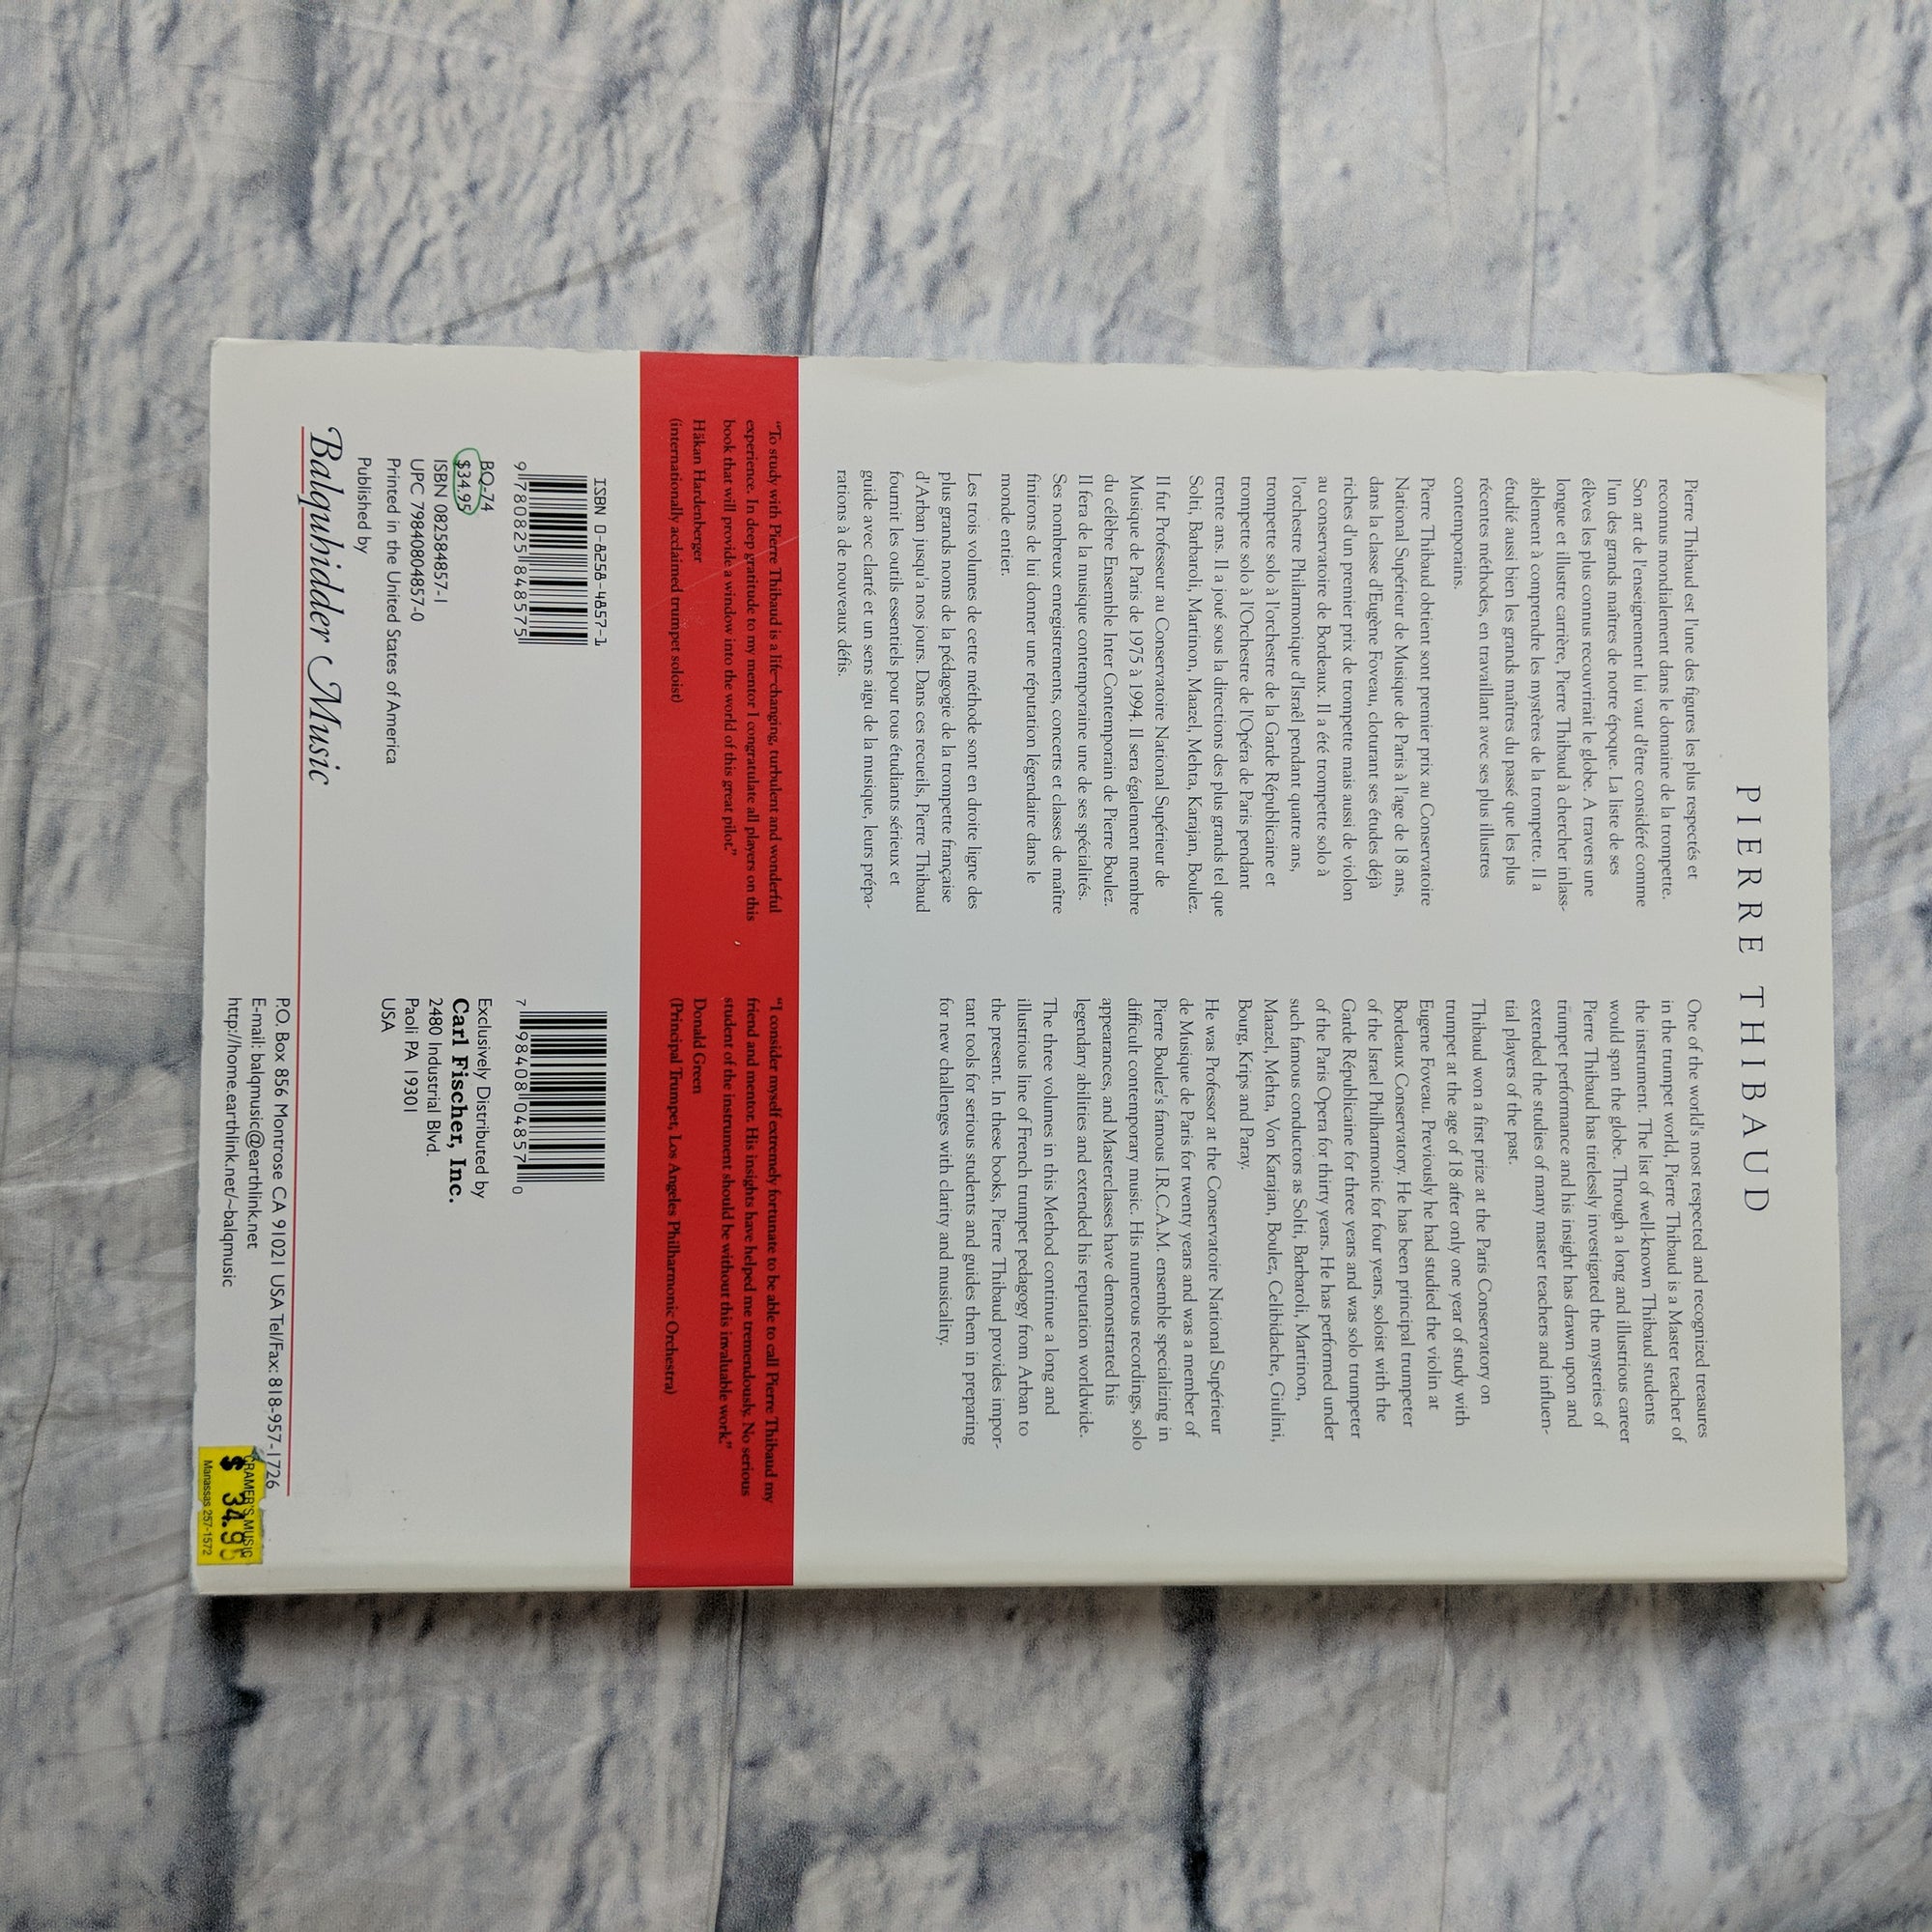 PIERRE THIBAUD
Pierre Thibaud est l'une des figures les plus respectés et
reconnus mondialement dans le domaine de la trompette.
Son art de l'enseignement lui vaut d'être considéré comme
l'un des grands maîtres de notre époque. La liste de ses
élèves les plus connus recouvrirait le globe. A travers une
longue et illustre carrière, Pierre Thibaud à chercher inlass-
ablement à comprendre les mystères de la trompette. Il a
étudié aussi bien les grands maîtres du passé que les plus
récentes méthodes, en travaillant avec ses plus illustres
contemporains.
Pierre Thibaud obtient sont premier prix au Conservatoire
National Supérieur de Musique de Paris à l'age de 18 ans,
dans la classe d'Eugène Foveau, cloturant ses études déjà
riches d'un premier prix de trompette mais aussi de violon
au conservatoire de Bordeaux. Il a été trompette solo à
l'orchestre Philarmonique d'Israêl pendant quatre ans,
trompette solo à l'orchestre de la Garde Républicaine et
trompette solo à l'Orchestre de l'Opéra de Paris pendant
trente ans. Il a joué sous la directions des plus grands tel que
Solti, Barbaroli, Martinon, Maazel, Mehta, Karajan, Boulez.
Il fut Professeur au Conservatoire National Supérieur de
Musique de Paris de 1975 à 1994. Il sera également membre
du célèbre Ensemble Inter Contemporain de Pierre Boulez.
Il fera de la musique contemporaine une de ses spécialités.
Ses nombreux enregistrements, concerts et classes de maître
finirons de lui donner une réputation légendaire dans le
monde entier.
Les trois volumes de cette méthode sont en droite ligne des
plus grands noms de la pédagogie de la trompette française
d'Arban jusqu'a nos jours. Dans ces recueils, Pierre Thibaud
fournit les outils essentiels pour tous étudiants sérieux et
guide avec clarté et un sens aigu de la musique, leurs prépa-
rations à de nouveaux défis.
One of the world's most respected and recognized treasures
in the trumpet world, Pierre Thibaud is a Master teacher of
the instrument. The list of well-known Thibaud students
would span the globe. Through a long and illustrious career
Pierre Thibaud has tirelessly investigated the mysteries of
trumpet performance and his insight has drawn upon and
extended the studies of many master teachers and influen-
tial players of the past.
Thibaud won a first prize at the Paris Conservatory on
trumpet at the age of 18 after only one year of study with
Eugene Foveau. Previously he had studied the violin at
Bordeaux Conservatory. He has been principal trumpeter
of the Israel Philharmonic for four years, soloist with the
Garde Républicaine for three years and was solo trumpeter
of the Paris Opera for thirty years. He has performed under
such famous conductors as Solti, Barbaroli, Martinon,
Maazel, Mehta, Von Karajan, Boulez, Celibidache, Giulini,
Bourg, Krips and Paray.
He was Professor at the Conservatoire National Supérieur
de Musique de Paris for twenty years and was a member of
Pierre Boulez's famous I.R.C.A.M. ensemble specializing in
difficult contemporary music. His numerous recordings, solo
appearances, and Masterclasses have demonstrated his
legendary abilities and extended his reputation worldwide.
The three volumes in this Method continue a long and
illustrious line of French trumpet pedagogy from Arban to
the present. In these books, Pierre Thibaud provides impor-
tant tools for serious students and guides them in preparing
for new challenges with clarity and musicality.
"To study with Pierre Thibaud is a life-changing, turbulent and wonderful
experience. In deep gratitude to my mentor I congratulate all players on this
book that will provide a window into the world of this great pilot."
Håkan Hardenberger
(internationally acclaimed trumpet soloist)
"I consider myself extremely fortunate to be able to call Pierre Thibaud my
friend and mentor. His insights have helped me tremendously. No serious
student of the instrument should be without this invaluable work."
Donald Green
(Principal Trumpet, Los Angeles Philharmonic Orchestra)
ISBN 0-8258-4857-1
9 780825 848575
BQ-74
$34.95
ISBN 0825848571-1
UPC 79840804857-0
Printed in the United States of America
Published by
Balquhidder Music
7 98408 04857 0
Exclusively Distributed by
Carl Fischer, Inc.
2480 Industrial Blvd.
Paoli PA 19301
USA
P.O. Box 856 Montrose CA 91021 USA Tel/Fax: 818-957-1726
E-mail: balqmusic@earthlink.net
http://home.earthlink.net/~balqmusic
CRAMER'S MUSIC
$ 34.95
Manassas 257-1572